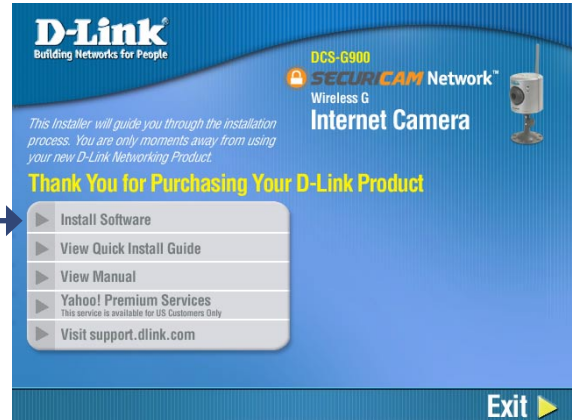 D-Link
Building Networks for People
DCS-G900
SECURICAM Network™
Wireless G
Internet Camera
This Installer will guide you through the installation
process. You are only moments away from using
your new D-Link Networking Product.
Thank You for Purchasing Your D-Link Product
Install Software
View Quick Install Guide
View Manual
Yahoo! Premium Services
This service is available for US Customers Only
Visit support.dlink.com
Exit